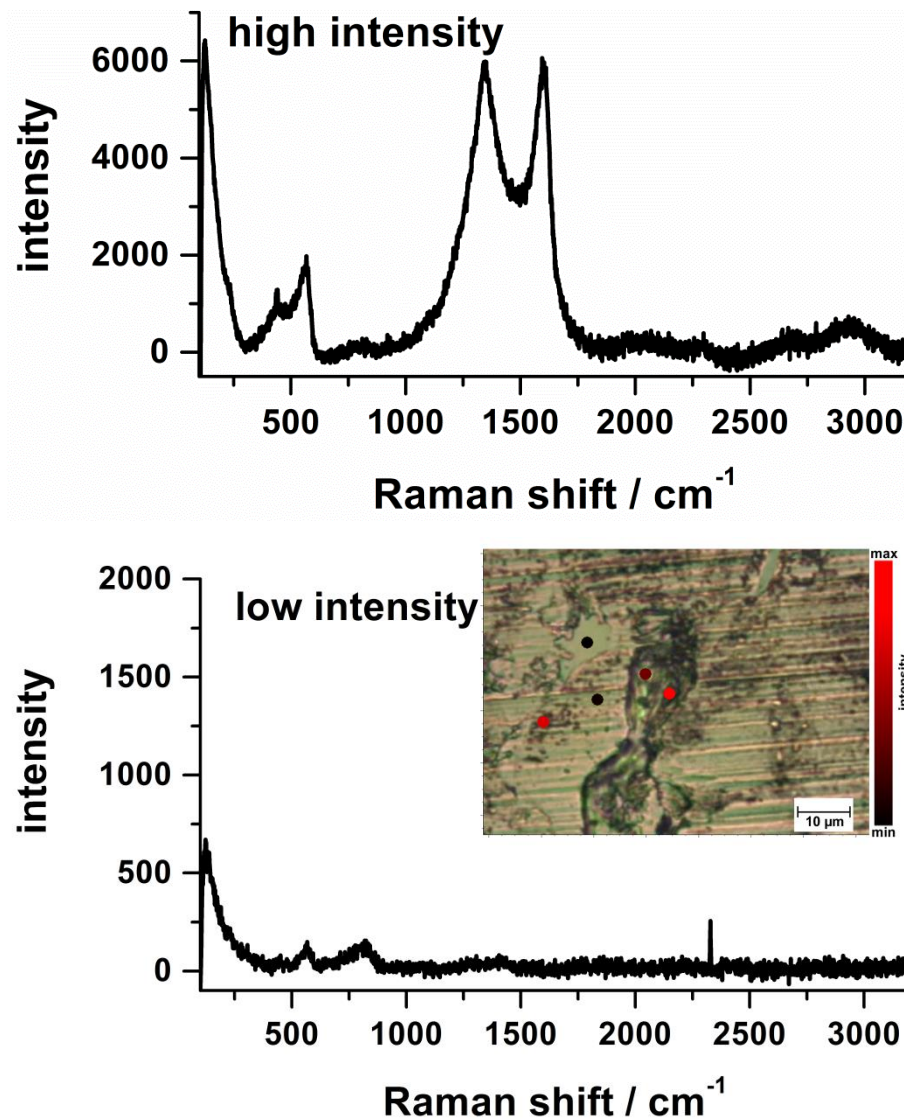 high intensity
intensity
6000
4000
2000
0
500 1000 1500 2000 2500 3000
Raman shift / cm⁻¹
low intensity
intensity
2000
1500
1000
500
0
max
intensity
min
10 µm
500 1000 1500 2000 2500 3000
Raman shift / cm⁻¹